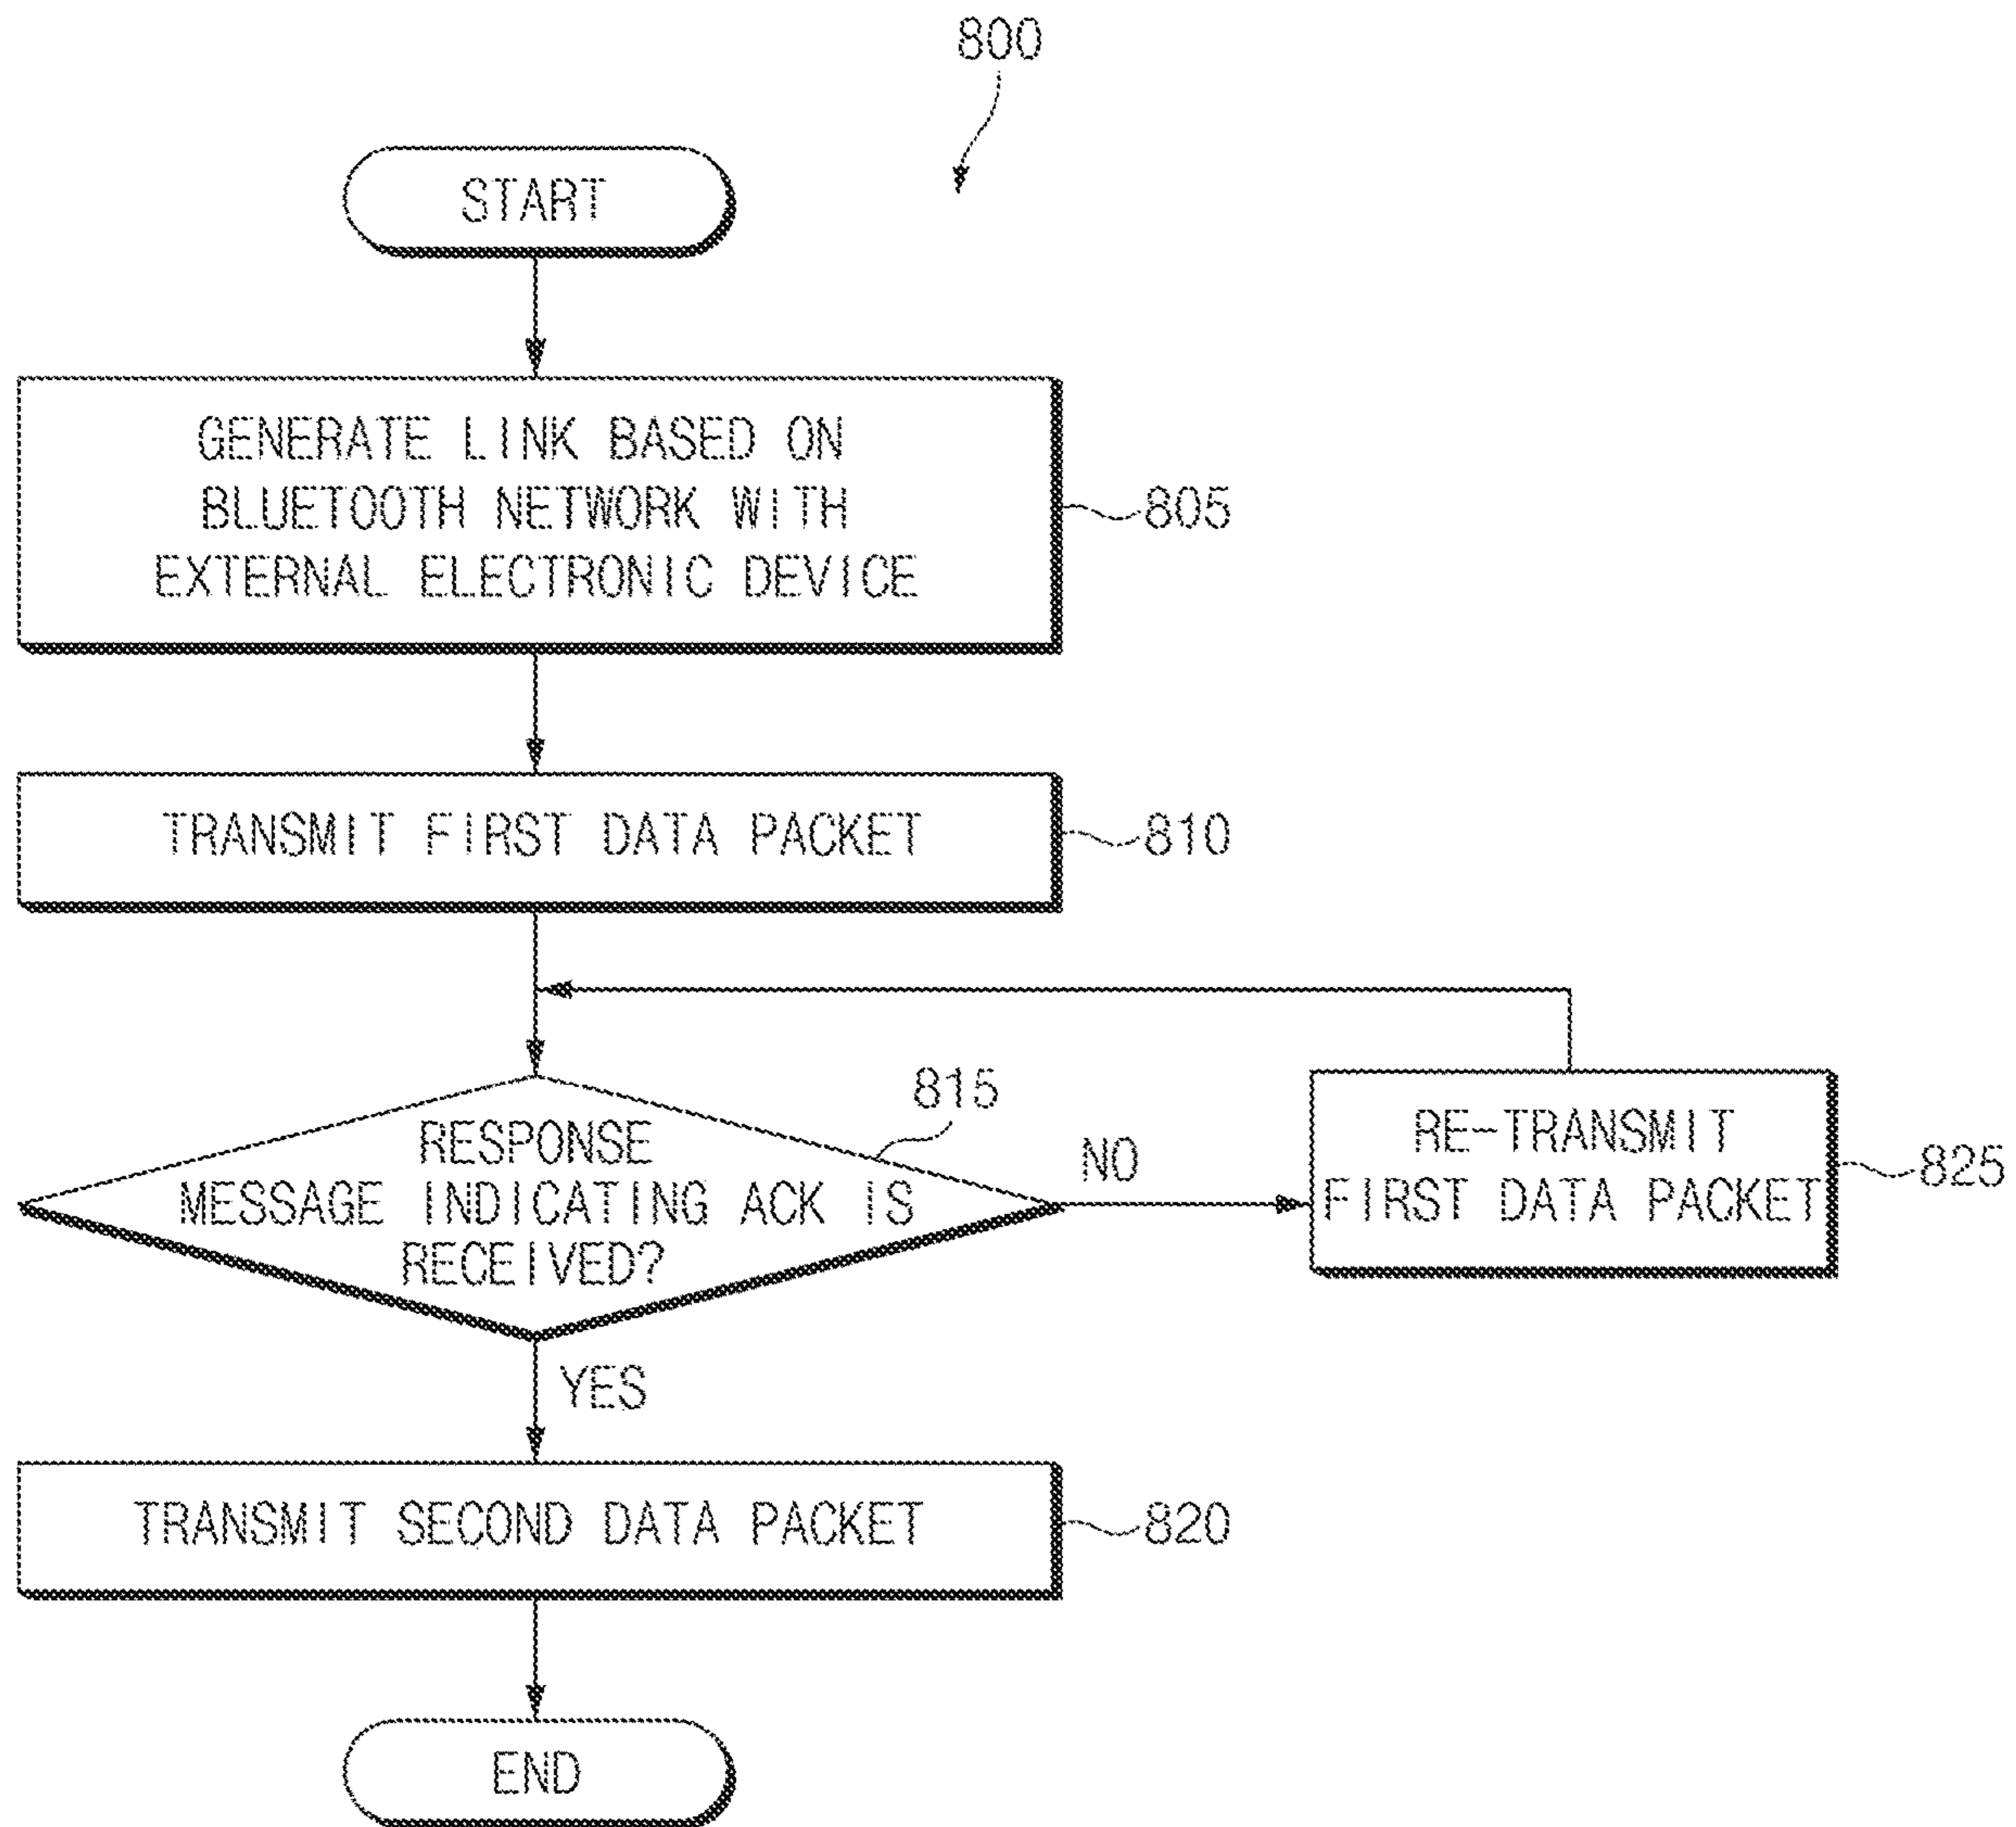 800
START
GENERATE LINK BASED ON
BLUETOOTH NETWORK WITH
EXTERNAL ELECTRONIC DEVICE
805
TRANSMIT FIRST DATA PACKET
810
815
RESPONSE
MESSAGE INDICATING ACK IS
RECEIVED?
NO
RE-TRANSMIT
FIRST DATA PACKET
825
YES
TRANSMIT SECOND DATA PACKET
820
END